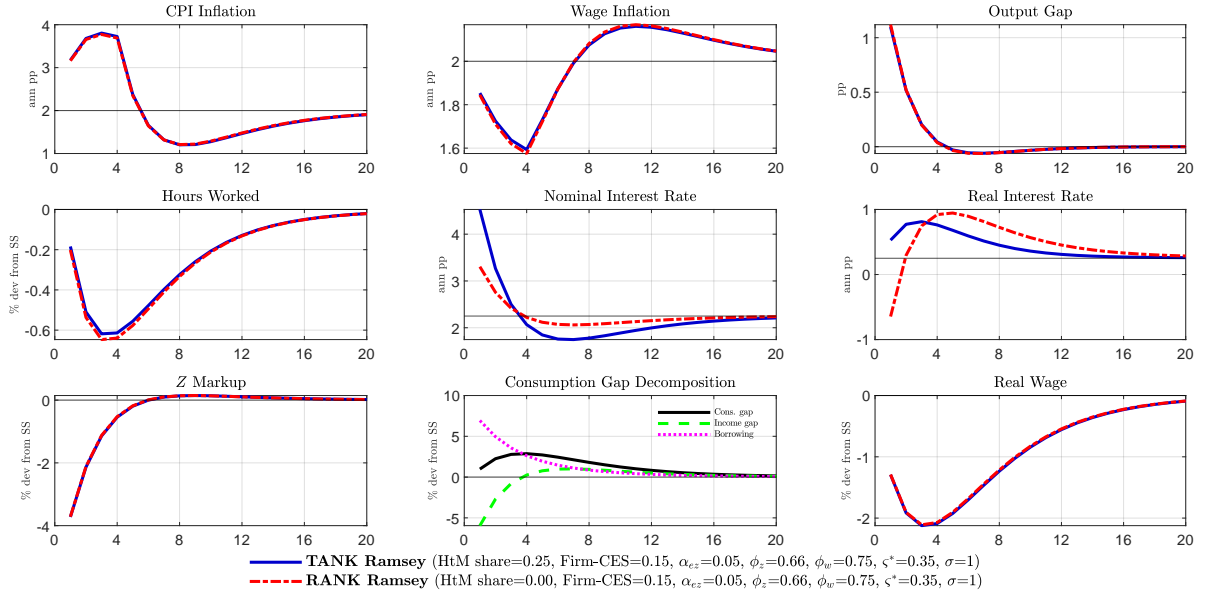 CPI Inflation
Wage Inflation
Output Gap
ann pp
4
3
2
1
0 4 8 12 16 20
ann pp
2
1.8
1.6
0 4 8 12 16 20
pp
1
0.5
0
0 4 8 12 16 20
Hours Worked
Nominal Interest Rate
Real Interest Rate
% dev from SS
0
-0.2
-0.4
-0.6
0 4 8 12 16 20
ann pp
4
3
2
0 4 8 12 16 20
ann pp
1
0
-1
0 4 8 12 16 20
Z Markup
Consumption Gap Decomposition
Real Wage
% dev from SS
0
-2
-4
0 4 8 12 16 20
% dev from SS
10
5
0
-5
0 4 8 12 16 20
Cons. gap
Income gap
Borrowing
% dev from SS
0
-1
-2
0 4 8 12 16 20
TANK Ramsey (HtM share=0.25, Firm-CES=0.15, α_ez=0.05, ϕ_z=0.66, ϕ_w=0.75, ς*=0.35, σ=1)
RANK Ramsey (HtM share=0.00, Firm-CES=0.15, α_ez=0.05, ϕ_z=0.66, ϕ_w=0.75, ς*=0.35, σ=1)